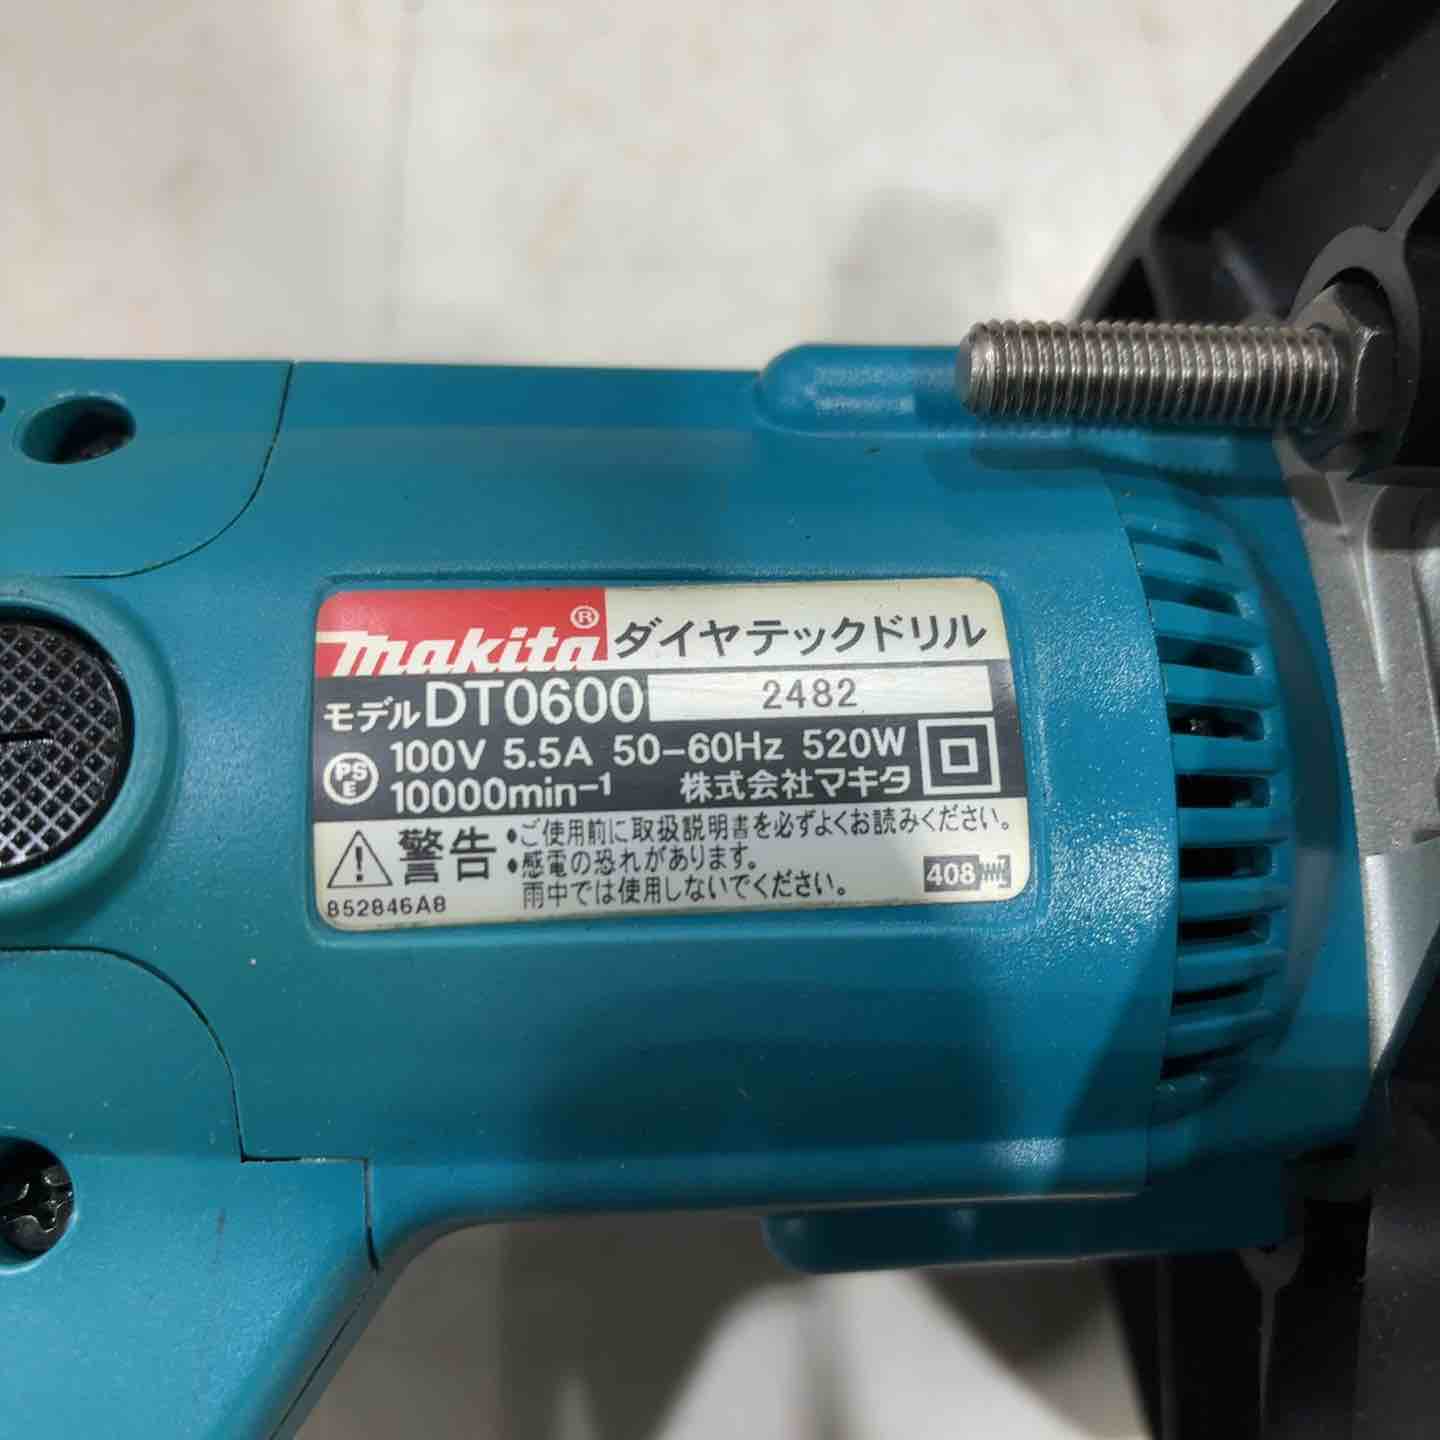 makita® ダイヤテックドリル
モデル DT0600 2482
PSE 100V 5.5A 50-60Hz 520W
10000min-1 株式会社マキタ
警告 •ご使用前に取扱説明書を必ずよくお読みください。
•感電の恐れがあります。
雨中では使用しないでください。
852846A8
408